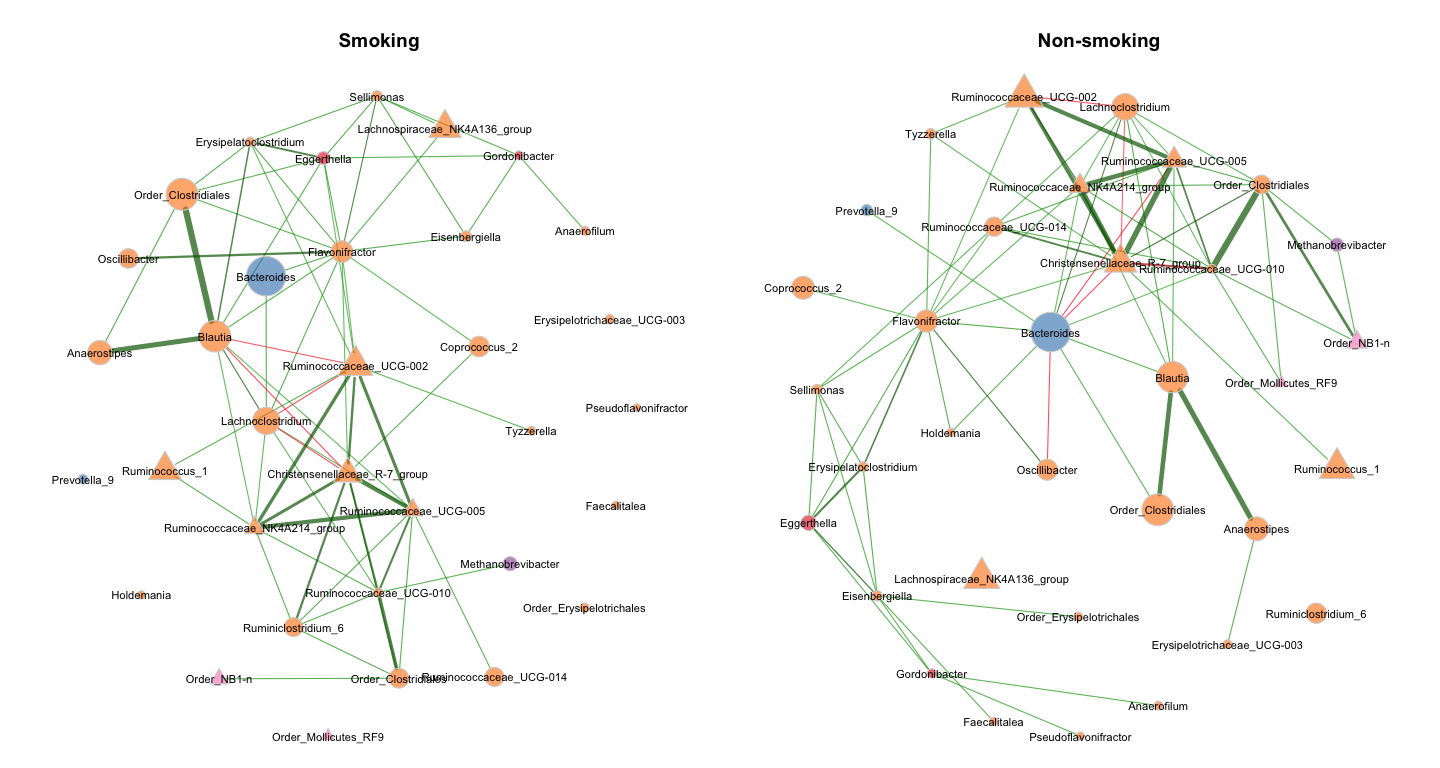 Smoking
Sellimonas
Lachnospiraceae_NK4A136_group
Erysipelatoclostridium
Eggerthella
Gordonibacter
Order_Clostridiales
Anaerofilum
Eisenbergiella
Flavonifractor
Oscillibacter
Bacteroides
Erysipelotrichaceae_UCG-003
Blautia
Coprococcus_2
Anaerostipes
Ruminococcaceae_UCG-002
Pseudoflavonifractor
Lachnoclostridium
Tyzzerella
Ruminococcus_1
Christensenellaceae_R-7_group
Prevotella_9
Faecalitalea
Ruminococcaceae_UCG-005
Ruminococcaceae_NK4A214_group
Methanobrevibacter
Holdemania
Ruminococcaceae_UCG-010
Order_Erysipelotrichales
Ruminiclostridium_6
Order_NB1-n
Order_Clostridiales
Ruminococcaceae_UCG-014
Order_Mollicutes_RF9
Non-smoking
Ruminococcaceae_UCG-002
Lachnoclostridium
Tyzzerella
Ruminococcaceae_UCG-005
Ruminococcaceae_NK4A214_group
Order_Clostridiales
Prevotella_9
Ruminococcaceae_UCG-014
Methanobrevibacter
Christensenellaceae_R-7_group
Ruminococcaceae_UCG-010
Coprococcus_2
Flavonifractor
Bacteroides
Order_NB1-n
Blautia
Order_Mollicutes_RF9
Sellimonas
Holdemania
Erysipelatoclostridium
Oscillibacter
Ruminococcus_1
Order_Clostridiales
Eggerthella
Anaerostipes
Lachnospiraceae_NK4A136_group
Eisenbergiella
Order_Erysipelotrichales
Ruminiclostridium_6
Erysipelotrichaceae_UCG-003
Gordonibacter
Anaerofilum
Faecalitalea
Pseudoflavonifractor